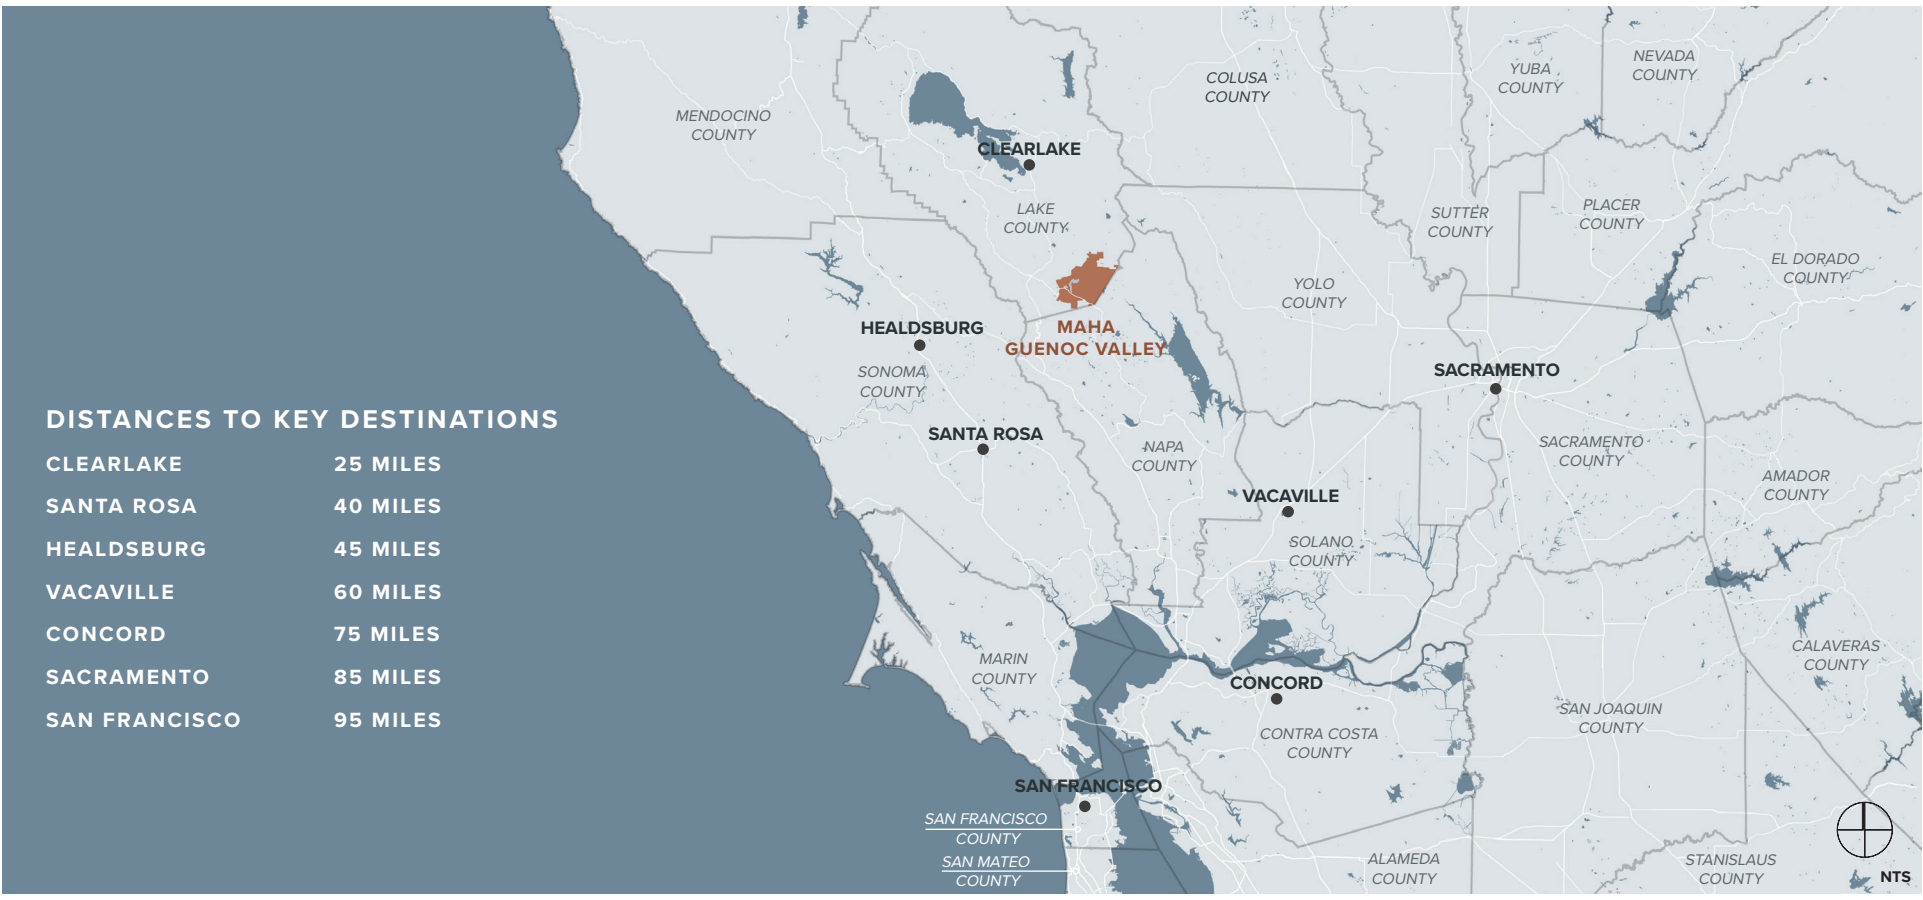 DISTANCES TO KEY DESTINATIONS
CLEARLAKE 25 MILES
SANTA ROSA 40 MILES
HEALDSBURG 45 MILES
VACAVILLE 60 MILES
CONCORD 75 MILES
SACRAMENTO 85 MILES
SAN FRANCISCO 95 MILES
MENDOCINO
COUNTY
COLUSA
COUNTY
YUBA
COUNTY
NEVADA
COUNTY
CLEARLAKE
LAKE
COUNTY
SUTTER
COUNTY
PLACER
COUNTY
EL DORADO
COUNTY
YOLO
COUNTY
MAHA
GUENOC VALLEY
HEALDSBURG
SONOMA
COUNTY
SACRAMENTO
SANTA ROSA
NAPA
COUNTY
SACRAMENTO
COUNTY
AMADOR
COUNTY
VACAVILLE
SOLANO
COUNTY
MARIN
COUNTY
CALAVERAS
COUNTY
CONCORD
CONTRA COSTA
COUNTY
SAN JOAQUIN
COUNTY
SAN FRANCISCO
SAN FRANCISCO
COUNTY
SAN MATEO
COUNTY
ALAMEDA
COUNTY
STANISLAUS
COUNTY
NTS